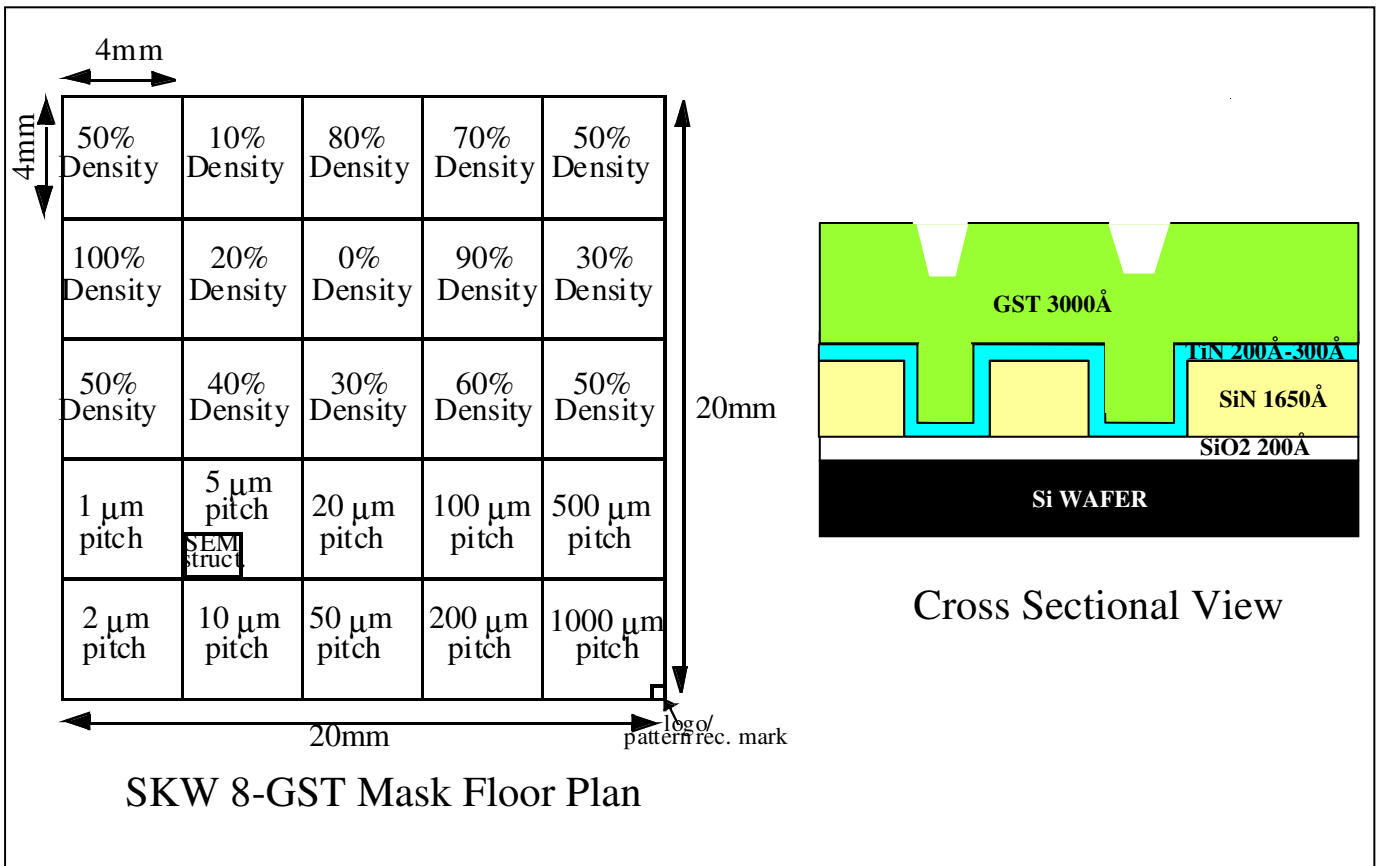 4mm
4mm
50%
Density
10%
Density
80%
Density
70%
Density
50%
Density
100%
Density
20%
Density
0%
Density
90%
Density
30%
Density
50%
Density
40%
Density
30%
Density
60%
Density
50%
Density
20mm
1 µm
pitch
5 µm
pitch
SEM
struct.
20 µm
pitch
100 µm
pitch
500 µm
pitch
2 µm
pitch
10 µm
pitch
50 µm
pitch
200 µm
pitch
1000 µm
pitch
20mm
logo/
pattern rec. mark
SKW 8-GST Mask Floor Plan
GST 3000Å
TiN 200Å-300Å
SiN 1650Å
SiO2 200Å
Si WAFER
Cross Sectional View